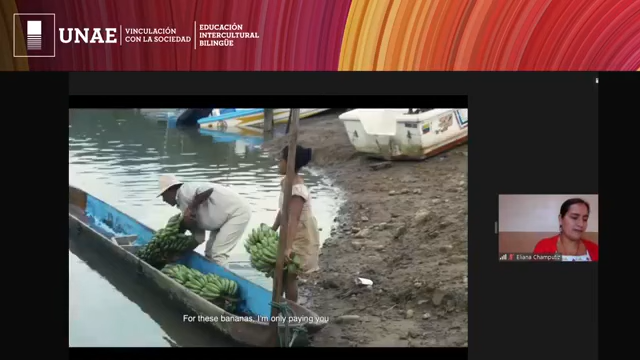 UNAE
VINCULACIÓN
CON LA SOCIEDAD
EDUCACIÓN
INTERCULTURAL
BILINGÜE
For these bananas, I'm only paying you
Eliana Champutiz